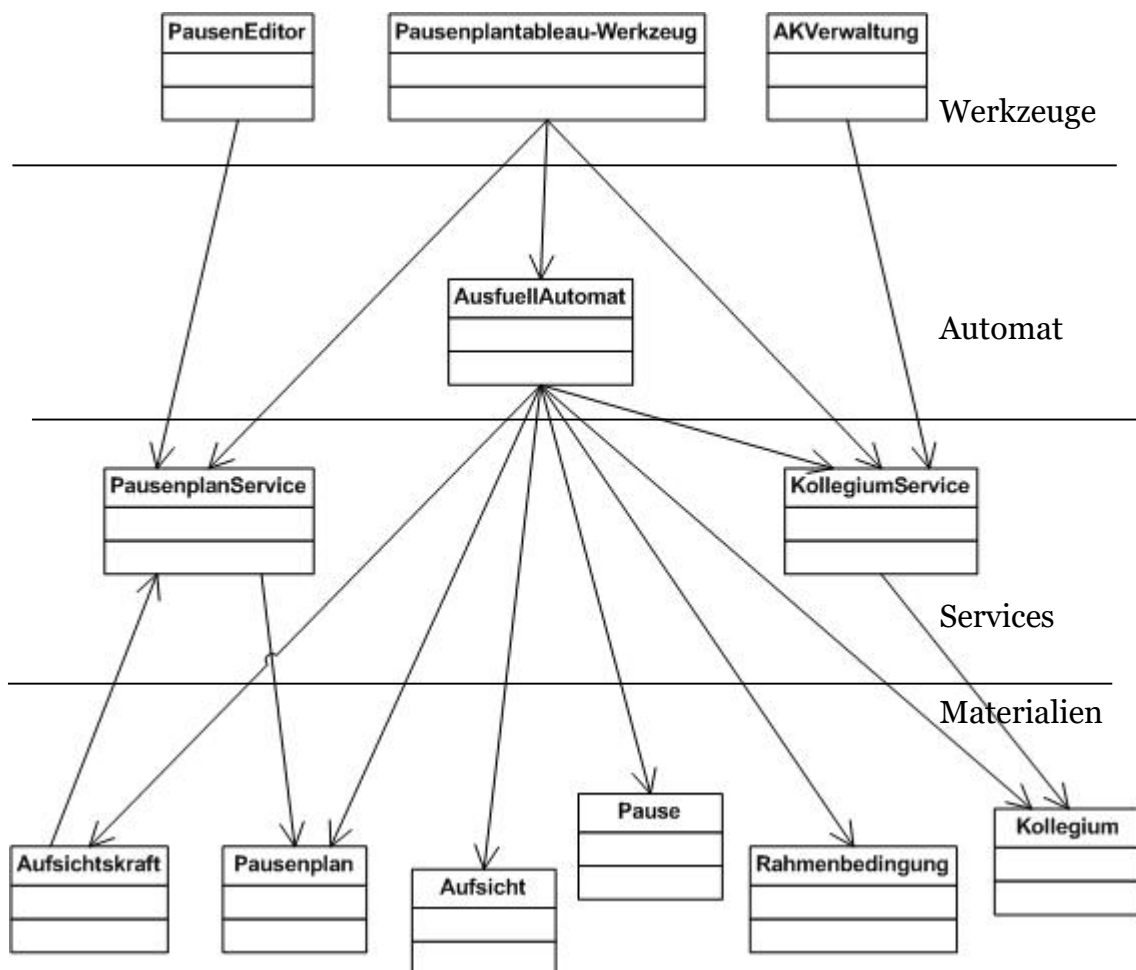 PausenEditor
Pausenplantableau-Werkzeug
AKVerwaltung
Werkzeuge
AusfuellAutomat
Automat
PausenplanService
KollegiumService
Services
Materialien
Pause
Kollegium
Aufsichtskraft
Pausenplan
Aufsicht
Rahmenbedingung